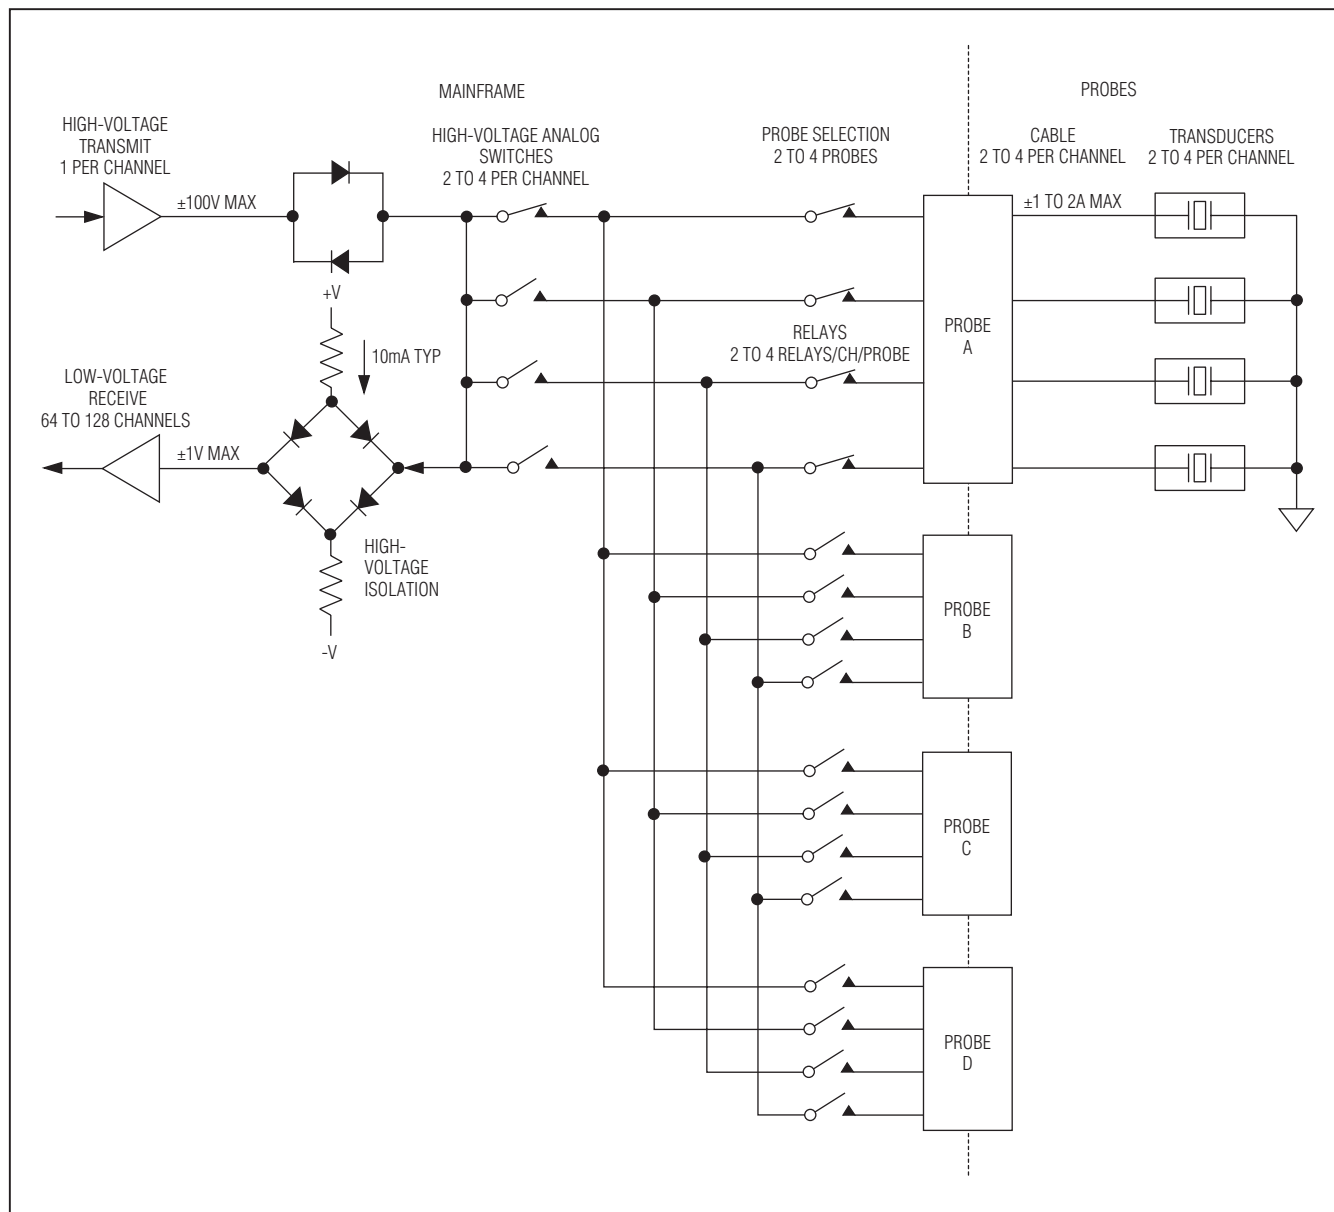 MAINFRAME
PROBES
HIGH-VOLTAGE
TRANSMIT
1 PER CHANNEL
HIGH-VOLTAGE ANALOG
SWITCHES
2 TO 4 PER CHANNEL
PROBE SELECTION
2 TO 4 PROBES
CABLE
2 TO 4 PER CHANNEL
TRANSDUCERS
2 TO 4 PER CHANNEL
±100V MAX
±1 TO 2A MAX
+V
10mA TYP
RELAYS
2 TO 4 RELAYS/CH/PROBE
PROBE
A
LOW-VOLTAGE
RECEIVE
64 TO 128 CHANNELS
±1V MAX
HIGH-
VOLTAGE
ISOLATION
-V
PROBE
B
PROBE
C
PROBE
D